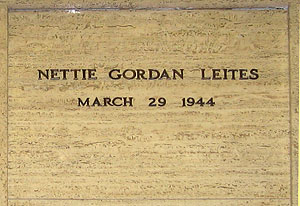 NETTIE GORDAN LEITES
MARCH 29 1944